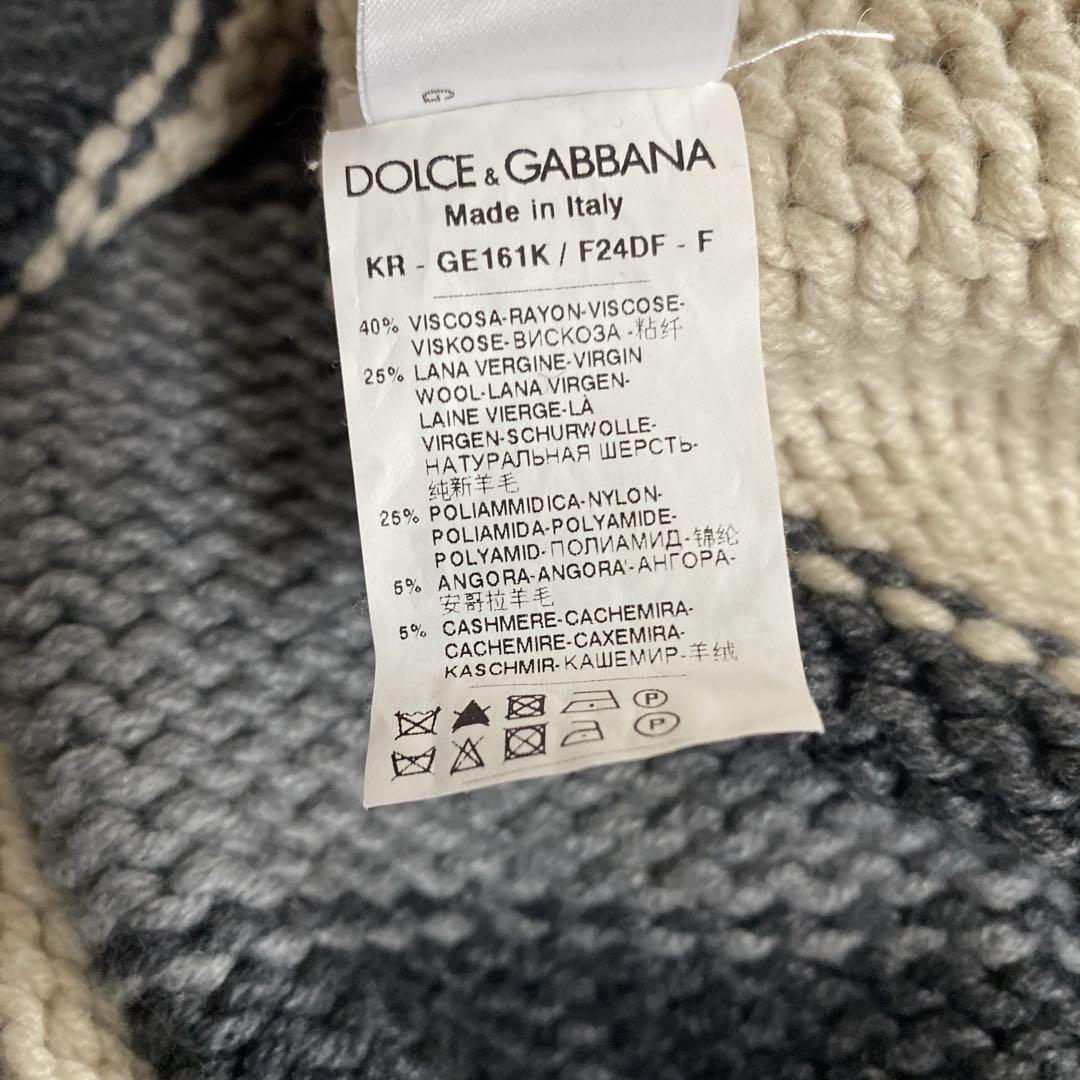 DOLCE & GABBANA
Made in Italy
KR - GE161K / F24DF - F
40% VISCOSA-RAYON-VISCOSE-
VISKOSE-ВИСКОЗА -粘纤
25% LANA VERGINE-VIRGIN
WOOL-LANA VIRGEN-
LAINE VIERGE-LÀ
VIRGEN-SCHURWOLLE-
НАТУРАЛЬНАЯ ШЕРСТЬ-
纯新羊毛
25% POLIAMMIDICA-NYLON-
POLIAMIDA-POLYAMIDE-
POLYAMID-ПОЛИАМИД-锦纶
5% ANGORA-ANGORA'-АНГОРА-
安哥拉羊毛
5% CASHMERE-CACHEMIRA-
CACHEMIRE-CAXEMIRA-
KASCHMIR-КАШЕМИР-羊绒
P
P